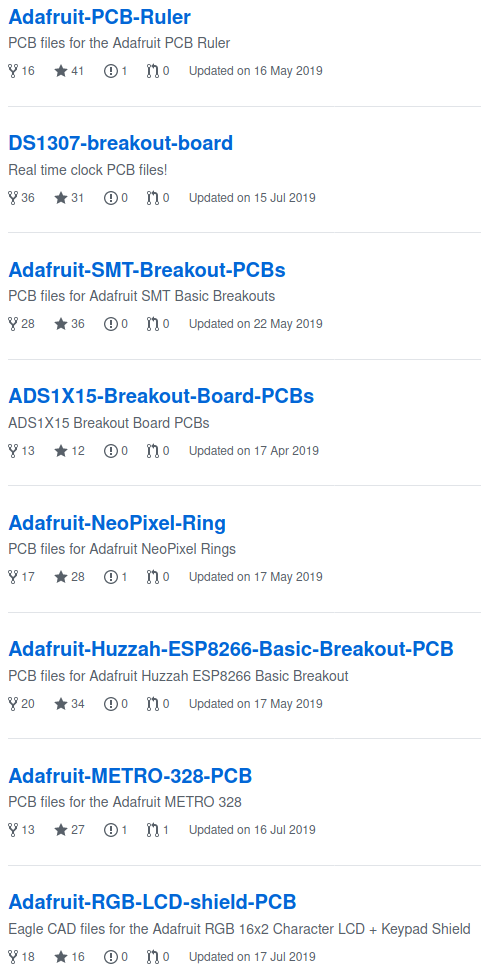 Adafruit-PCB-Ruler
PCB files for the Adafruit PCB Ruler
16 41 1 0 Updated on 16 May 2019
DS1307-breakout-board
Real time clock PCB files!
36 31 0 0 Updated on 15 Jul 2019
Adafruit-SMT-Breakout-PCBs
PCB files for Adafruit SMT Basic Breakouts
28 36 0 0 Updated on 22 May 2019
ADS1X15-Breakout-Board-PCBs
ADS1X15 Breakout Board PCBs
13 12 0 0 Updated on 17 Apr 2019
Adafruit-NeoPixel-Ring
PCB files for Adafruit NeoPixel Rings
17 28 1 0 Updated on 17 May 2019
Adafruit-Huzzah-ESP8266-Basic-Breakout-PCB
PCB files for Adafruit Huzzah ESP8266 Basic Breakout
20 34 0 0 Updated on 17 May 2019
Adafruit-METRO-328-PCB
PCB files for the Adafruit METRO 328
13 27 1 1 Updated on 16 Jul 2019
Adafruit-RGB-LCD-shield-PCB
Eagle CAD files for the Adafruit RGB 16x2 Character LCD + Keypad Shield
18 16 0 0 Updated on 17 Jul 2019